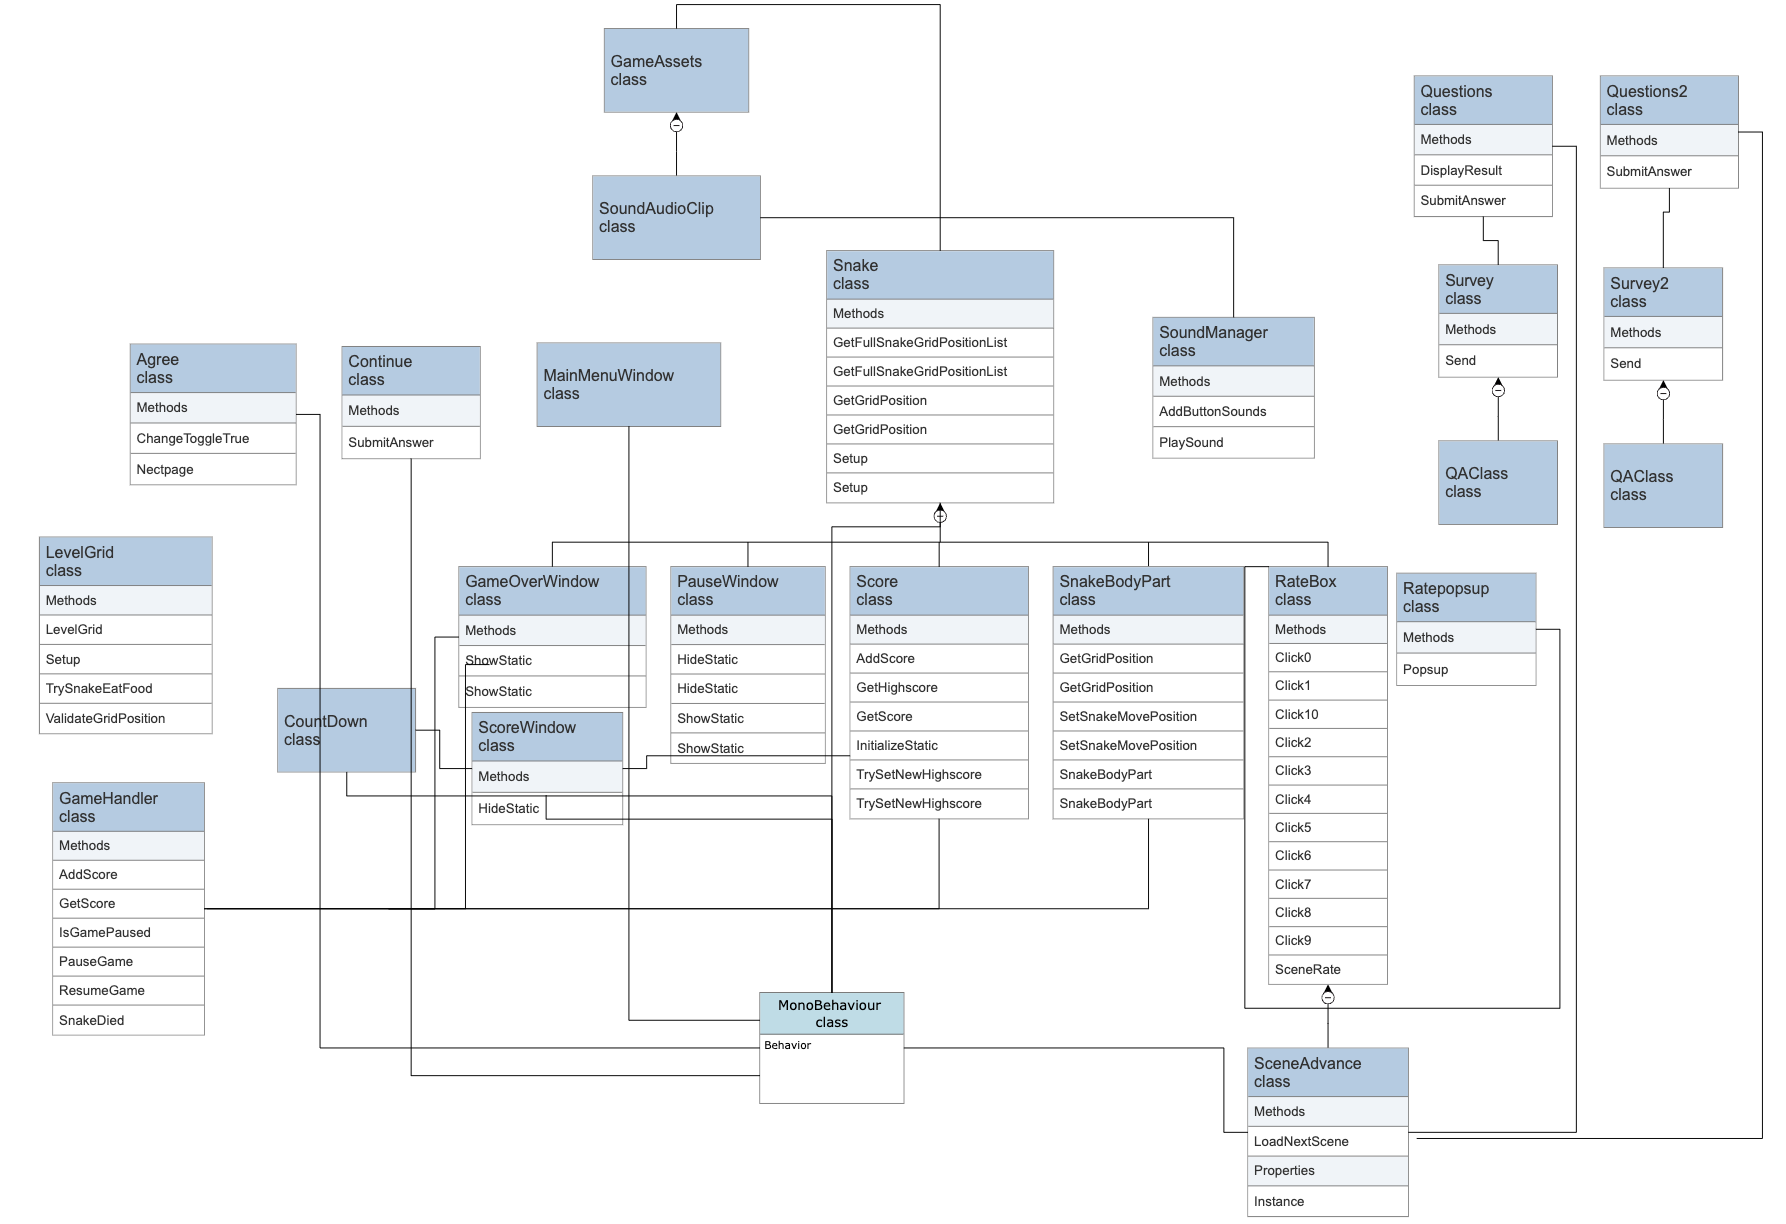 GameAssets
class
SoundAudioClip
class
Questions
class
Methods
DisplayResult
SubmitAnswer
Questions2
class
Methods
SubmitAnswer
Snake
class
Methods
GetFullSnakeGridPositionList
GetFullSnakeGridPositionList
GetGridPosition
GetGridPosition
Setup
Setup
SoundManager
class
Methods
AddButtonSounds
PlaySound
Survey
class
Methods
Send
Survey2
class
Methods
Send
QAClass
class
QAClass
class
Agree
class
Methods
ChangeToggleTrue
Nectpage
Continue
class
Methods
SubmitAnswer
MainMenuWindow
class
LevelGrid
class
Methods
LevelGrid
Setup
TrySnakeEatFood
ValidateGridPosition
CountDown
class
GameOverWindow
class
Methods
ShowStatic
ShowStatic
ScoreWindow
class
Methods
HideStatic
PauseWindow
class
Methods
HideStatic
HideStatic
ShowStatic
ShowStatic
Score
class
Methods
AddScore
GetHighscore
GetScore
InitializeStatic
TrySetNewHighscore
TrySetNewHighscore
SnakeBodyPart
class
Methods
GetGridPosition
GetGridPosition
SetSnakeMovePosition
SetSnakeMovePosition
SnakeBodyPart
SnakeBodyPart
RateBox
class
Methods
Click0
Click1
Click10
Click2
Click3
Click4
Click5
Click6
Click7
Click8
Click9
SceneRate
Ratepopsup
class
Methods
Popsup
GameHandler
class
Methods
AddScore
GetScore
IsGamePaused
PauseGame
ResumeGame
SnakeDied
MonoBehaviour
class
Behavior
SceneAdvance
class
Methods
LoadNextScene
Properties
Instance